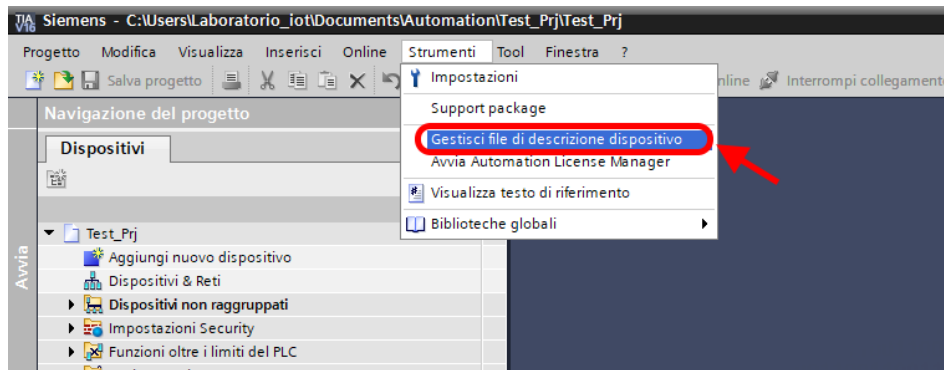 TIA V16 Siemens - C:\Users\Laboratorio_iot\Documents\Automation\Test_Prj\Test_Prj
Progetto Modifica Visualizza Inserisci Online Strumenti Tool Finestra ?
Salva progetto
Interrompi collegamento
Impostazioni
Support package
Gestisci file di descrizione dispositivo
Avvia Automation License Manager
Visualizza testo di riferimento
Biblioteche globali
Navigazione del progetto
Dispositivi
Avvia
Test_Prj
Aggiungi nuovo dispositivo
Dispositivi & Reti
Dispositivi non raggruppati
Impostazioni Security
Funzioni oltre i limiti del PLC